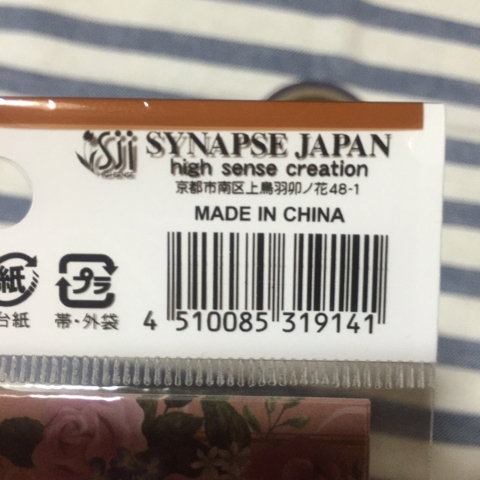 Sji SYNAPSE JAPAN
high sense creation
京都市南区上鳥羽卯ノ花48-1
MADE IN CHINA
紙 プラ
台紙 帯・外袋
4 510085 319141